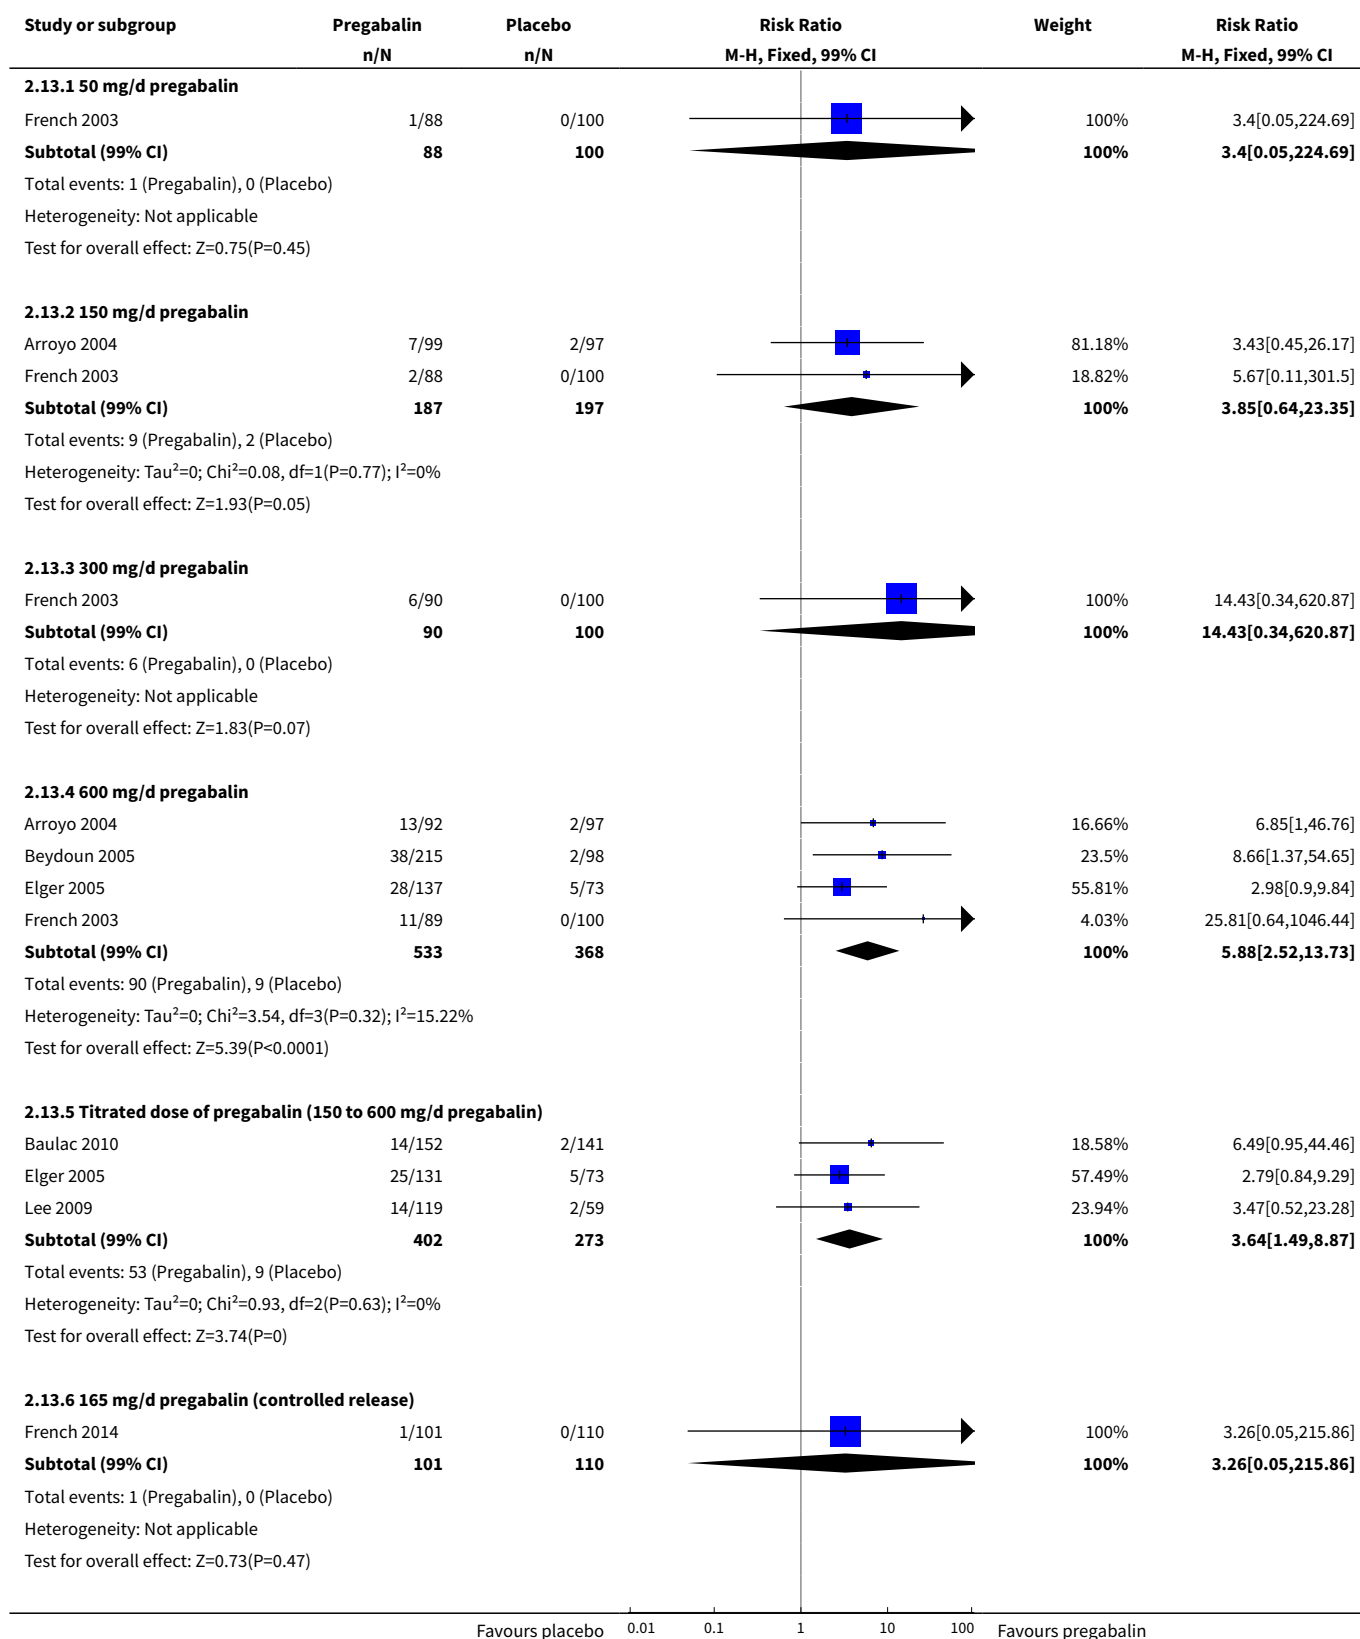 Study or subgroup Pregabalin Placebo Risk Ratio Weight Risk Ratio
n/N n/N M-H, Fixed, 99% CI M-H, Fixed, 99% CI
2.13.1 50 mg/d pregabalin
French 2003 1/88 0/100 100% 3.4[0.05,224.69]
Subtotal (99% CI) 88 100 100% 3.4[0.05,224.69]
Total events: 1 (Pregabalin), 0 (Placebo)
Heterogeneity: Not applicable
Test for overall effect: Z=0.75(P=0.45)
2.13.2 150 mg/d pregabalin
Arroyo 2004 7/99 2/97 81.18% 3.43[0.45,26.17]
French 2003 2/88 0/100 18.82% 5.67[0.11,301.5]
Subtotal (99% CI) 187 197 100% 3.85[0.64,23.35]
Total events: 9 (Pregabalin), 2 (Placebo)
Heterogeneity: Tau²=0; Chi²=0.08, df=1(P=0.77); I²=0%
Test for overall effect: Z=1.93(P=0.05)
2.13.3 300 mg/d pregabalin
French 2003 6/90 0/100 100% 14.43[0.34,620.87]
Subtotal (99% CI) 90 100 100% 14.43[0.34,620.87]
Total events: 6 (Pregabalin), 0 (Placebo)
Heterogeneity: Not applicable
Test for overall effect: Z=1.83(P=0.07)
2.13.4 600 mg/d pregabalin
Arroyo 2004 13/92 2/97 16.66% 6.85[1,46.76]
Beydoun 2005 38/215 2/98 23.5% 8.66[1.37,54.65]
Elger 2005 28/137 5/73 55.81% 2.98[0.9,9.84]
French 2003 11/89 0/100 4.03% 25.81[0.64,1046.44]
Subtotal (99% CI) 533 368 100% 5.88[2.52,13.73]
Total events: 90 (Pregabalin), 9 (Placebo)
Heterogeneity: Tau²=0; Chi²=3.54, df=3(P=0.32); I²=15.22%
Test for overall effect: Z=5.39(P<0.0001)
2.13.5 Titrated dose of pregabalin (150 to 600 mg/d pregabalin)
Baulac 2010 14/152 2/141 18.58% 6.49[0.95,44.46]
Elger 2005 25/131 5/73 57.49% 2.79[0.84,9.29]
Lee 2009 14/119 2/59 23.94% 3.47[0.52,23.28]
Subtotal (99% CI) 402 273 100% 3.64[1.49,8.87]
Total events: 53 (Pregabalin), 9 (Placebo)
Heterogeneity: Tau²=0; Chi²=0.93, df=2(P=0.63); I²=0%
Test for overall effect: Z=3.74(P=0)
2.13.6 165 mg/d pregabalin (controlled release)
French 2014 1/101 0/110 100% 3.26[0.05,215.86]
Subtotal (99% CI) 101 110 100% 3.26[0.05,215.86]
Total events: 1 (Pregabalin), 0 (Placebo)
Heterogeneity: Not applicable
Test for overall effect: Z=0.73(P=0.47)
Favours placebo 0.01 0.1 1 10 100 Favours pregabalin